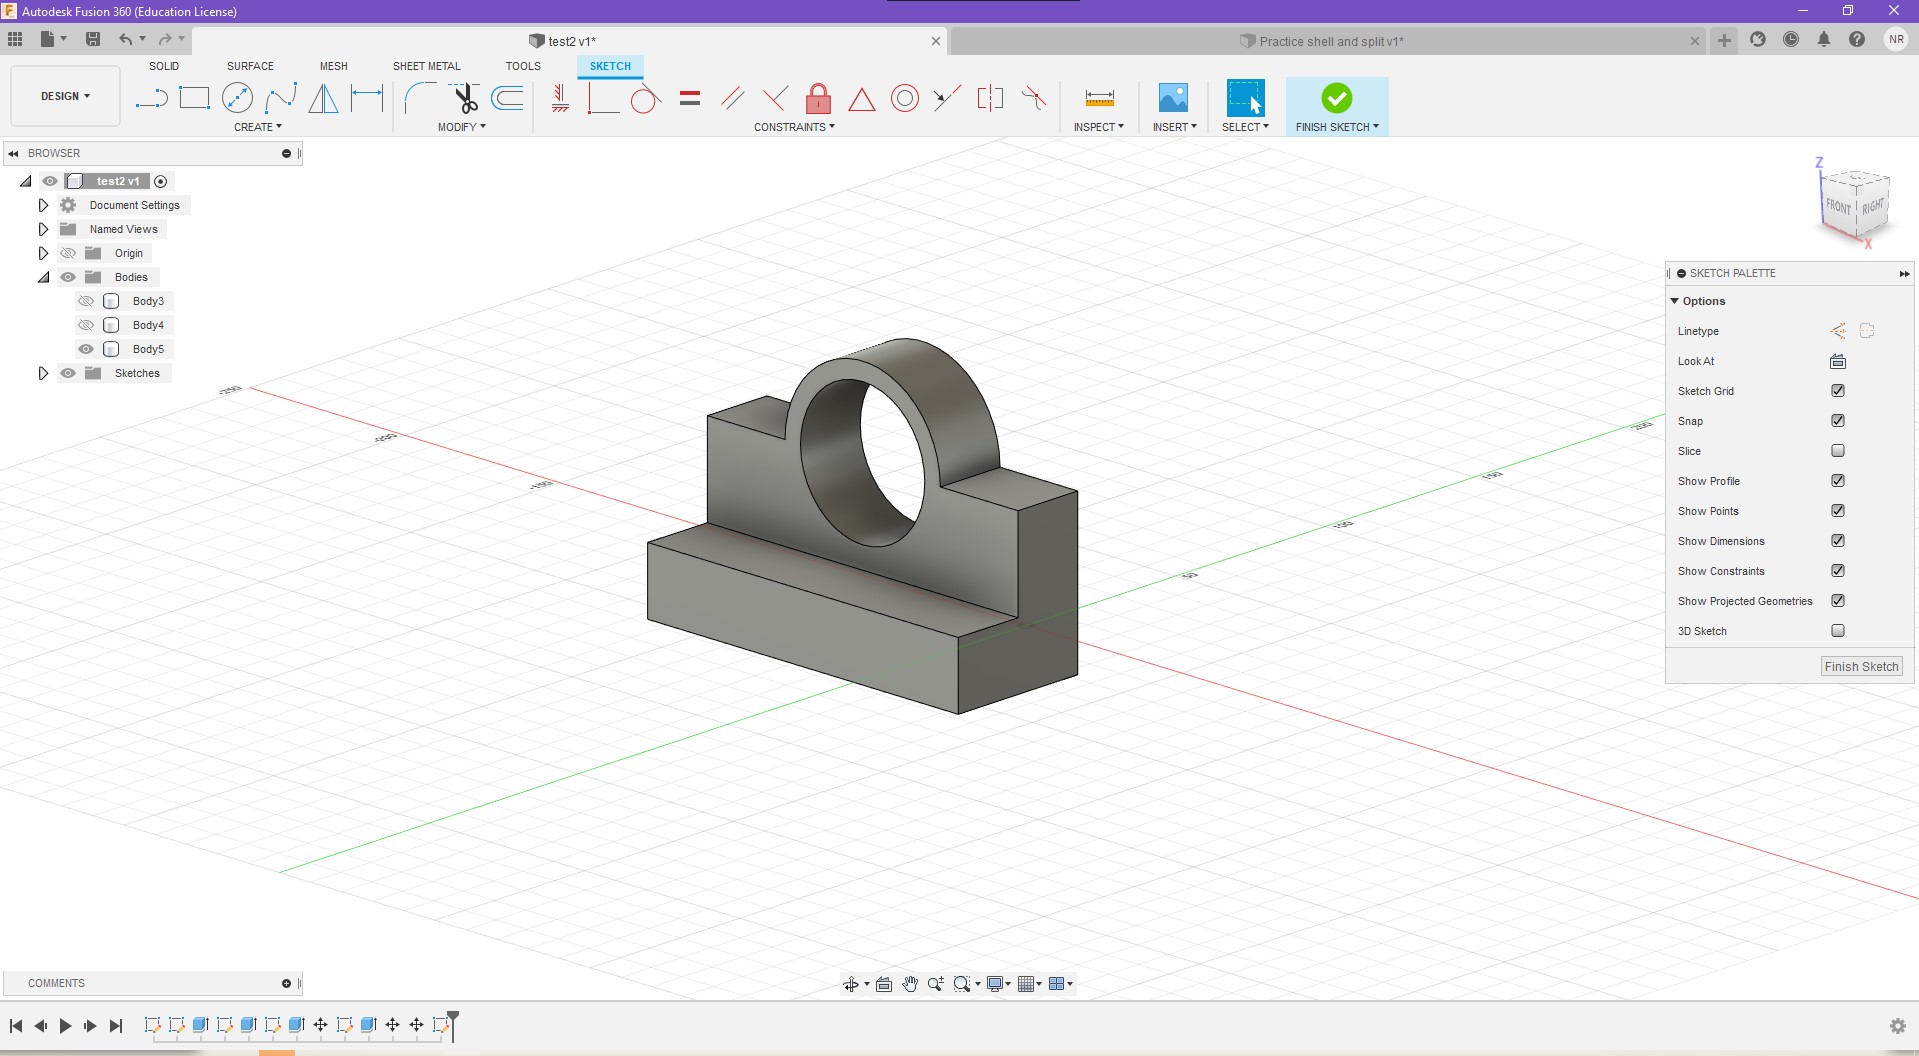 Autodesk Fusion 360 (Education License)
test2 v1*
Practice shell and split v1*
NR
SOLID SURFACE MESH SHEET METAL TOOLS SKETCH
DESIGN
CREATE MODIFY CONSTRAINTS INSPECT INSERT SELECT FINISH SKETCH
BROWSER
test2 v1
Document Settings
Named Views
Origin
Bodies
Body3
Body4
Body5
Sketches
Z
FRONT RIGHT
X
SKETCH PALETTE
Options
Linetype
Look At
Sketch Grid
Snap
Slice
Show Profile
Show Points
Show Dimensions
Show Constraints
Show Projected Geometries
3D Sketch
Finish Sketch
COMMENTS